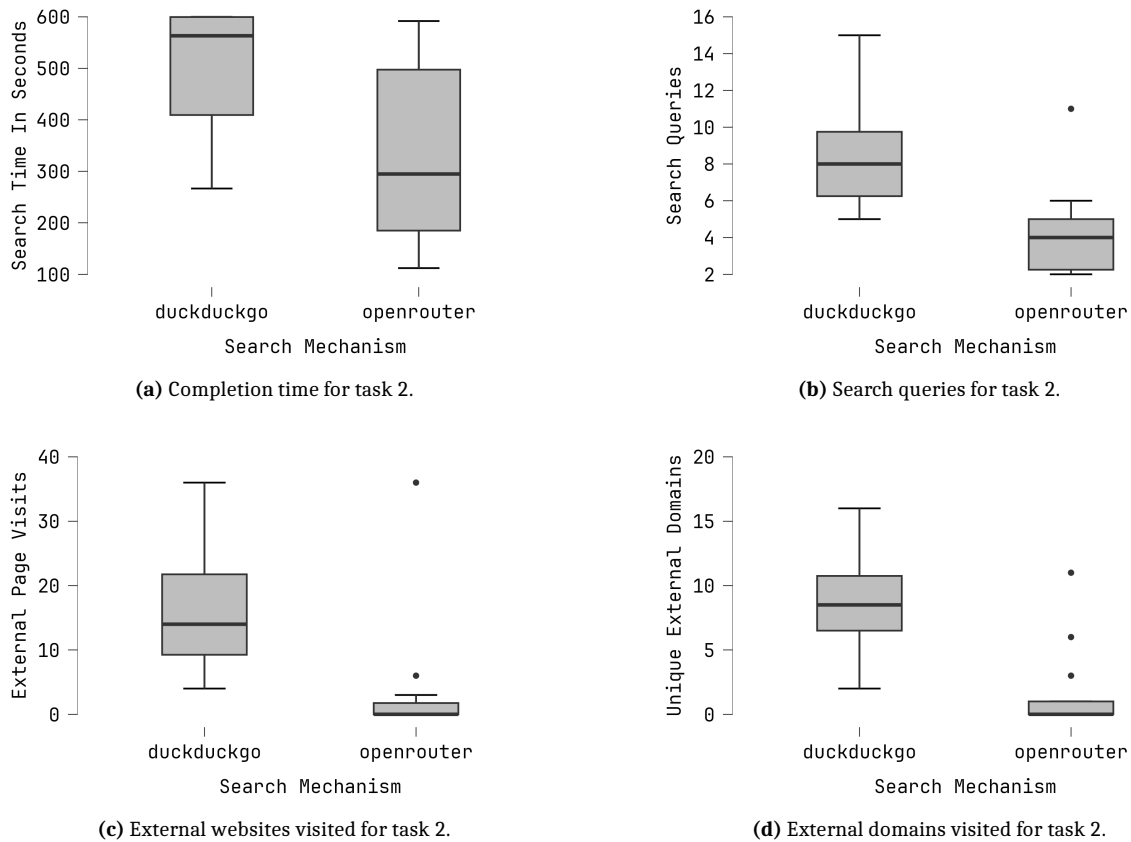 Search Time In Seconds
600
500
400
300
200
100
duckduckgo openrouter
Search Mechanism
(a) Completion time for task 2.
Search Queries
16
14
12
10
8
6
4
2
duckduckgo openrouter
Search Mechanism
(b) Search queries for task 2.
External Page Visits
40
30
20
10
0
duckduckgo openrouter
Search Mechanism
(c) External websites visited for task 2.
Unique External Domains
20
15
10
5
0
duckduckgo openrouter
Search Mechanism
(d) External domains visited for task 2.